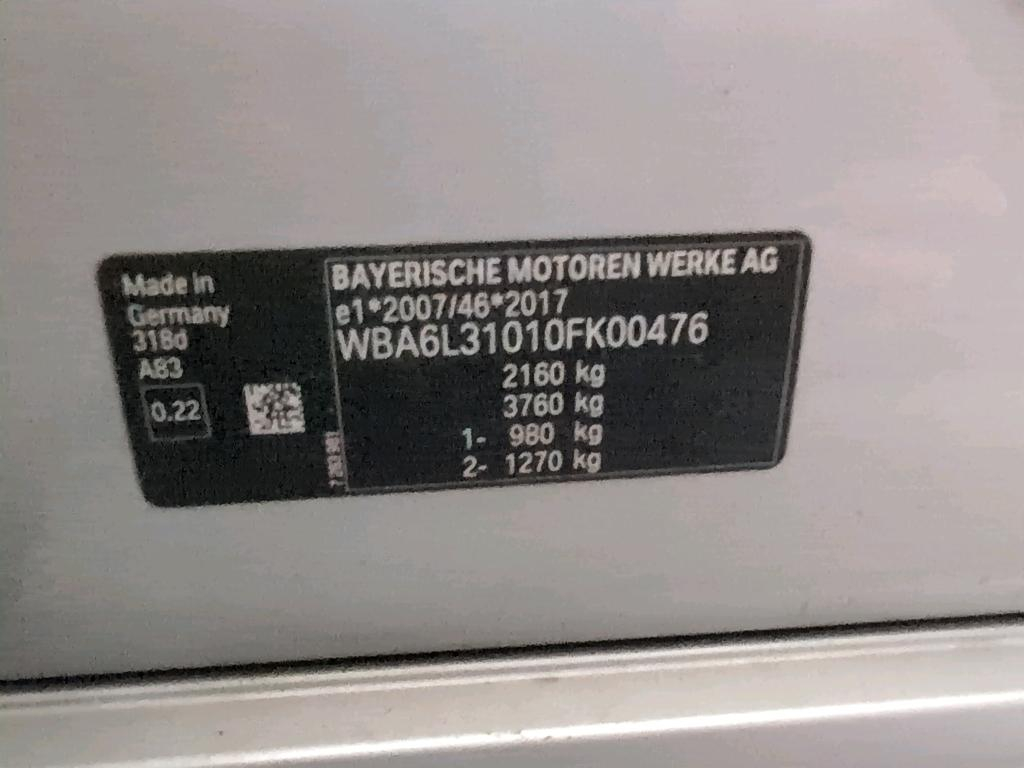 Made in
Germany
318d
A83
0.22
BAYERISCHE MOTOREN WERKE AG
e1*2007/46*2017
WBA6L31010FK00476
2160 kg
3760 kg
1- 980 kg
2- 1270 kg